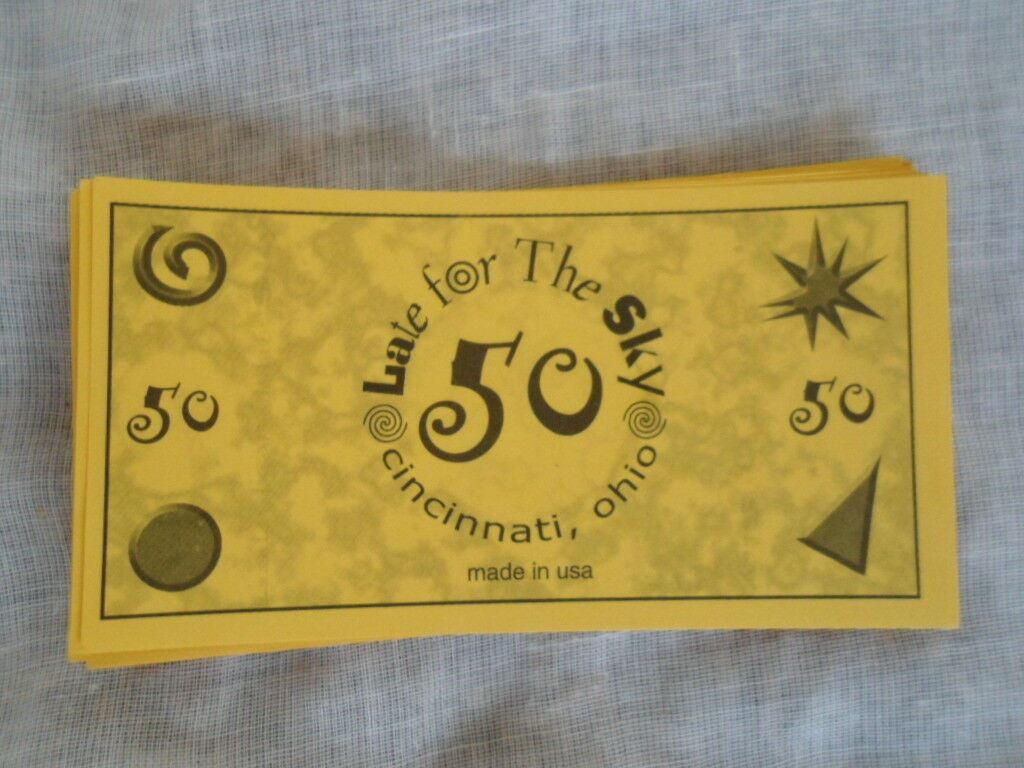 Late for The Sky
50
50
50
cincinnati, ohio
made in usa